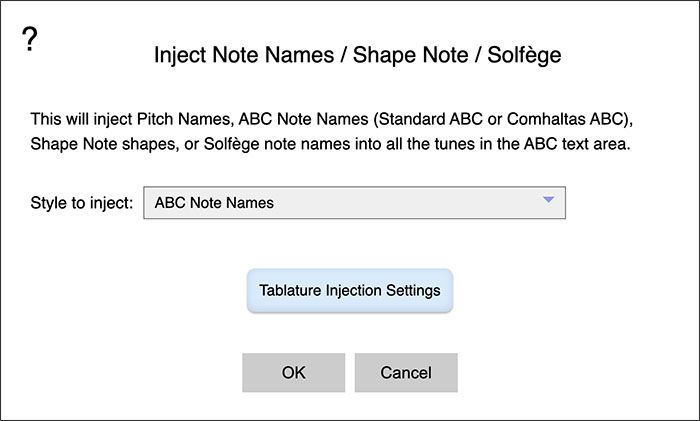 ?
Inject Note Names / Shape Note / Solfège
This will inject Pitch Names, ABC Note Names (Standard ABC or Comhaltas ABC),
Shape Note shapes, or Solfège note names into all the tunes in the ABC text area.
Style to inject: ABC Note Names
Tablature Injection Settings
OK Cancel